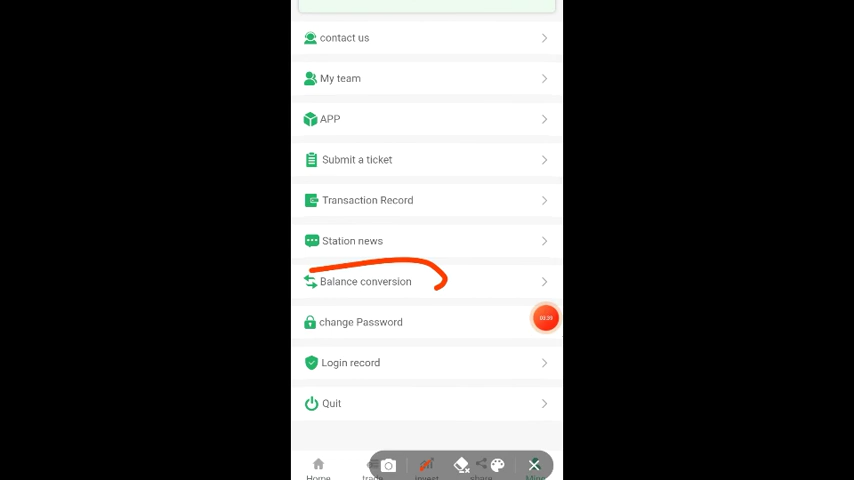 contact us
My team
APP
Submit a ticket
Transaction Record
Station news
Balance conversion
change Password
Login record
Quit
Home
share